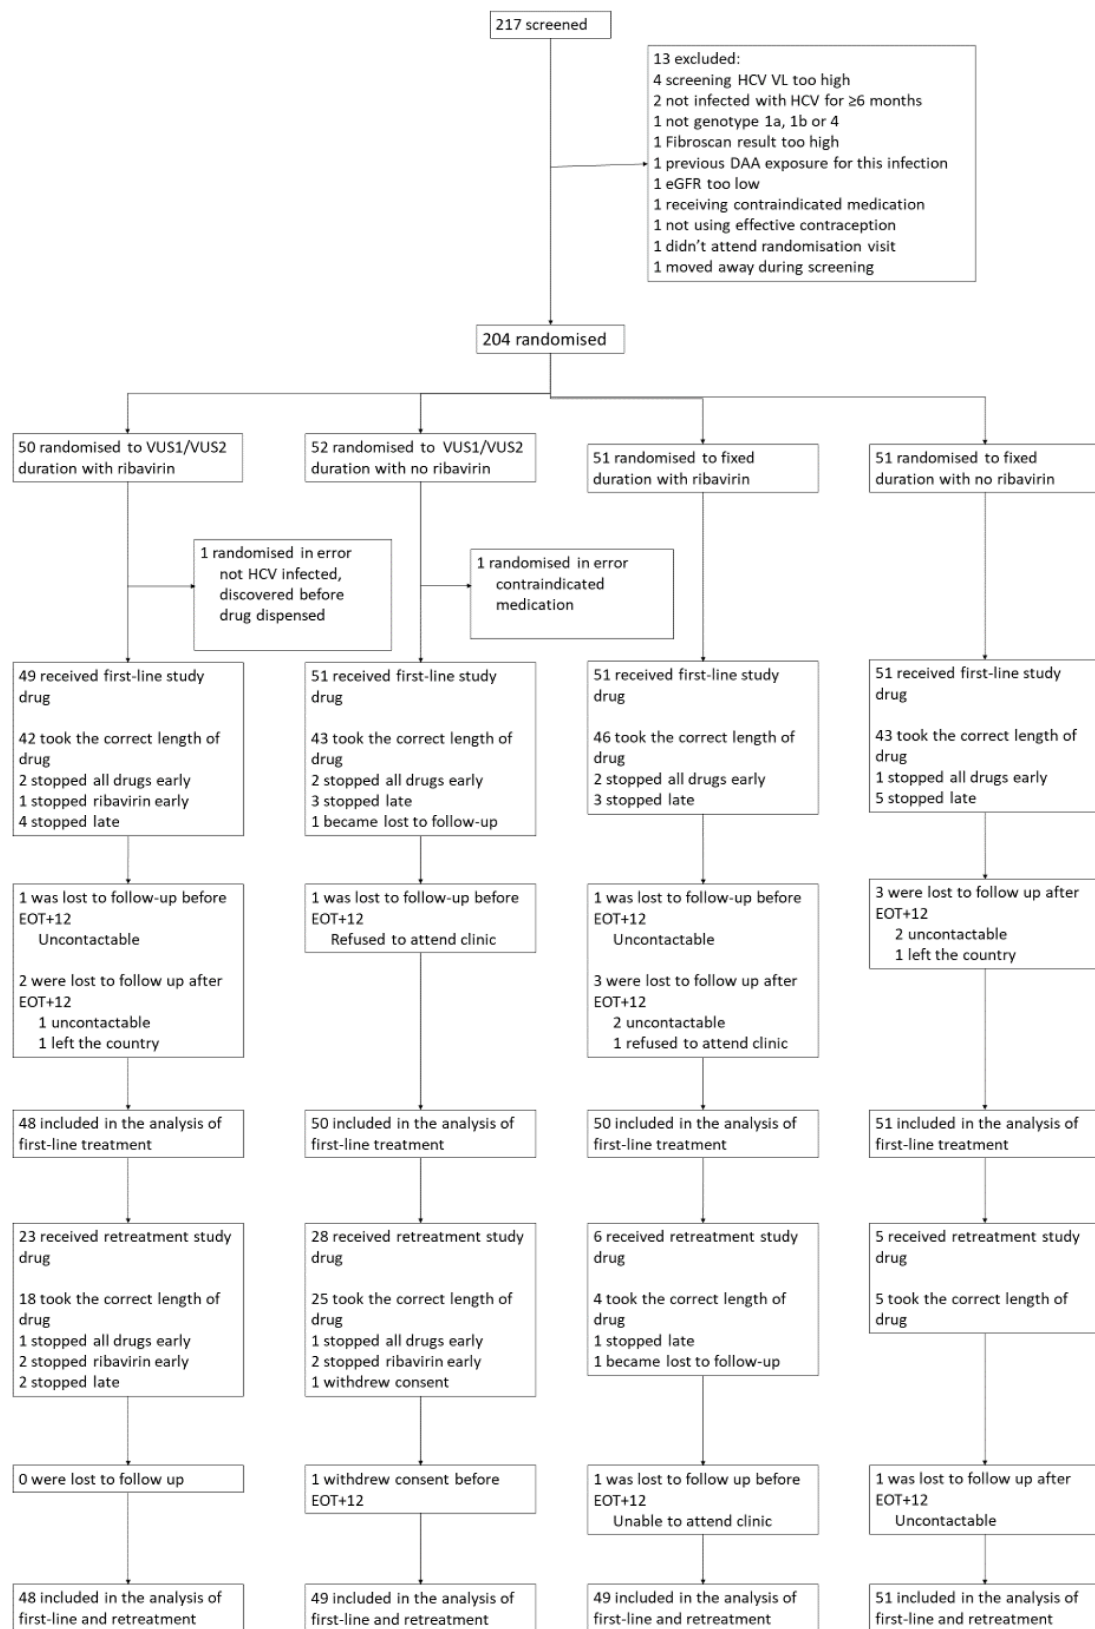 217 screened
13 excluded:
4 screening HCV VL too high
2 not infected with HCV for ≥6 months
1 not genotype 1a, 1b or 4
1 Fibroscan result too high
1 previous DAA exposure for this infection
1 eGFR too low
1 receiving contraindicated medication
1 not using effective contraception
1 didn't attend randomisation visit
1 moved away during screening
204 randomised
50 randomised to VUS1/VUS2
duration with ribavirin
52 randomised to VUS1/VUS2
duration with no ribavirin
51 randomised to fixed
duration with ribavirin
51 randomised to fixed
duration with no ribavirin
1 randomised in error
not HCV infected,
discovered before
drug dispensed
1 randomised in error
contraindicated
medication
49 received first-line study
drug
42 took the correct length of
drug
2 stopped all drugs early
1 stopped ribavirin early
4 stopped late
51 received first-line study
drug
43 took the correct length of
drug
2 stopped all drugs early
3 stopped late
1 became lost to follow-up
51 received first-line study
drug
46 took the correct length of
drug
2 stopped all drugs early
3 stopped late
51 received first-line study
drug
43 took the correct length of
drug
1 stopped all drugs early
5 stopped late
1 was lost to follow-up before
EOT+12
Uncontactable
2 were lost to follow up after
EOT+12
1 uncontactable
1 left the country
1 was lost to follow-up before
EOT+12
Refused to attend clinic
1 was lost to follow-up before
EOT+12
Uncontactable
3 were lost to follow up after
EOT+12
2 uncontactable
1 refused to attend clinic
3 were lost to follow up after
EOT+12
2 uncontactable
1 left the country
48 included in the analysis of
first-line treatment
50 included in the analysis of
first-line treatment
50 included in the analysis of
first-line treatment
51 included in the analysis of
first-line treatment
23 received retreatment study
drug
18 took the correct length of
drug
1 stopped all drugs early
2 stopped ribavirin early
2 stopped late
28 received retreatment study
drug
25 took the correct length of
drug
1 stopped all drugs early
2 stopped ribavirin early
1 withdrew consent
6 received retreatment study
drug
4 took the correct length of
drug
1 stopped late
1 became lost to follow-up
5 received retreatment study
drug
5 took the correct length of
drug
0 were lost to follow up
1 withdrew consent before
EOT+12
1 was lost to follow up before
EOT+12
Unable to attend clinic
1 was lost to follow up after
EOT+12
Uncontactable
48 included in the analysis of
first-line and retreatment
49 included in the analysis of
first-line and retreatment
49 included in the analysis of
first-line and retreatment
51 included in the analysis of
first-line and retreatment